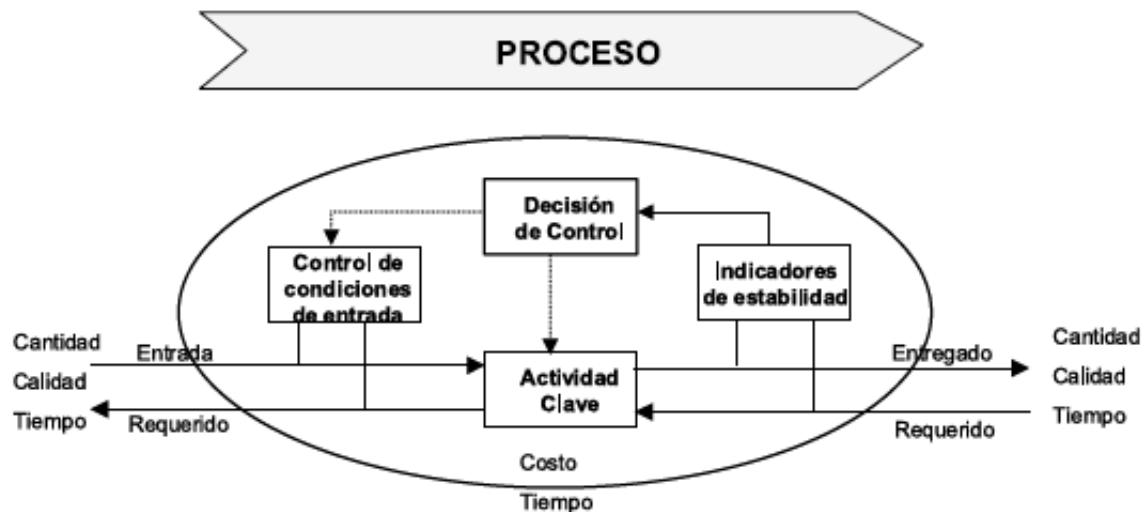 PROCESO
Decisión
de Control
Control de
condiciones
de entrada
Indicadores
de estabilidad
Cantidad
Calidad
Tiempo
Entrada
Requerido
Actividad
Clave
Entregado
Requerido
Cantidad
Calidad
Tiempo
Costo
Tiempo